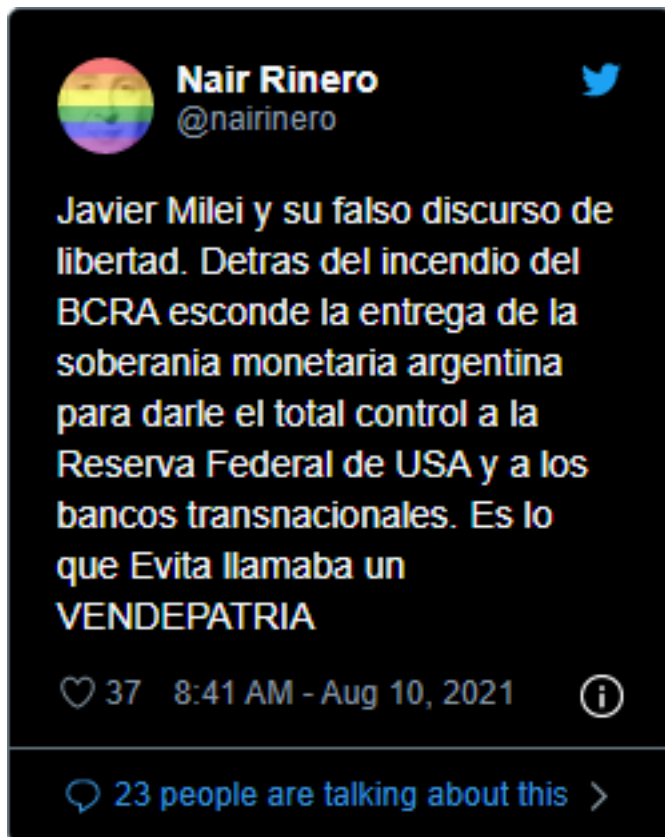 Nair Rinero
@nairinero
Javier Milei y su falso discurso de
libertad. Detras del incendio del
BCRA esconde la entrega de la
soberania monetaria argentina
para darle el total control a la
Reserva Federal de USA y a los
bancos transnacionales. Es lo
que Evita llamaba un
VENDEPATRIA
37 8:41 AM - Aug 10, 2021
23 people are talking about this